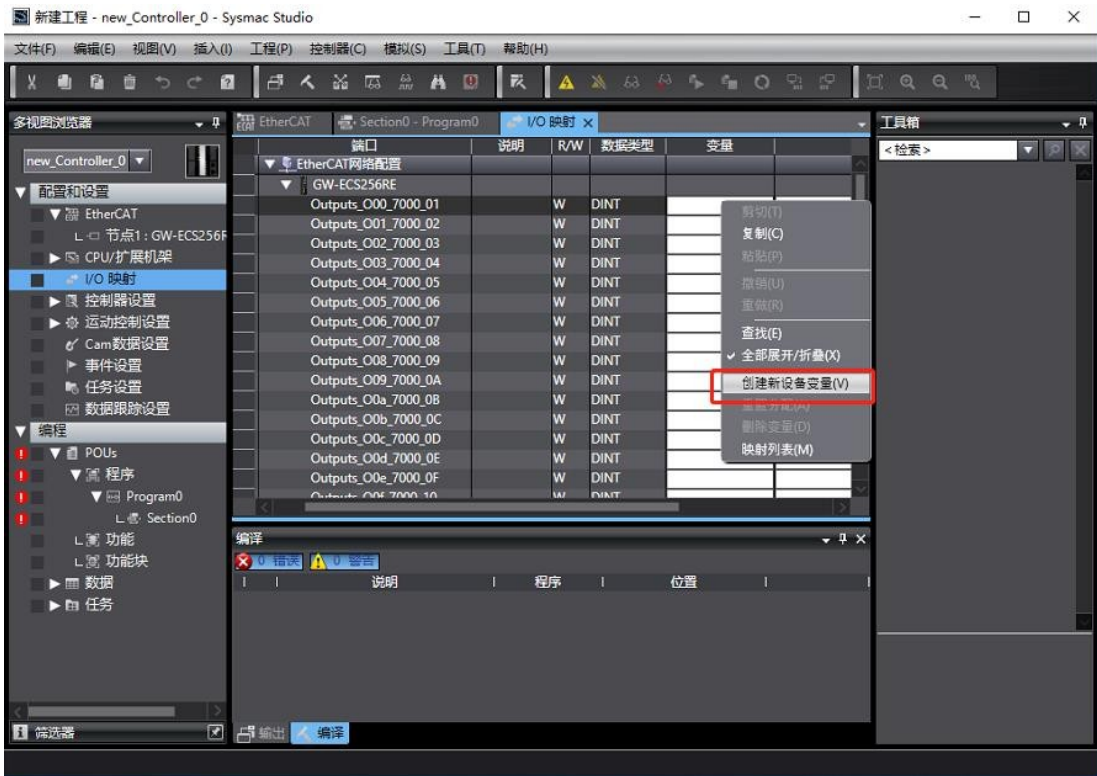 新建工程 - new_Controller_0 - Sysmac Studio
文件(F) 编辑(E) 视图(V) 插入(I) 工程(P) 控制器(C) 模拟(S) 工具(T) 帮助(H)
多视图浏览器
new_Controller_0
配置和设置
EtherCAT
节点1 : GW-ECS256R
CPU/扩展机架
I/O 映射
控制器设置
运动控制设置
Cam数据设置
事件设置
任务设置
数据跟踪设置
编程
POUs
程序
Program0
Section0
功能
功能块
数据
任务
筛选器
EtherCAT Section0 - Program0 I/O 映射
端口 说明 R/W 数据类型 变量
EtherCAT网络配置
GW-ECS256RE
Outputs_O00_7000_01 W DINT
Outputs_O01_7000_02 W DINT
Outputs_O02_7000_03 W DINT
Outputs_O03_7000_04 W DINT
Outputs_O04_7000_05 W DINT
Outputs_O05_7000_06 W DINT
Outputs_O06_7000_07 W DINT
Outputs_O07_7000_08 W DINT
Outputs_O08_7000_09 W DINT
Outputs_O09_7000_0A W DINT
Outputs_O0a_7000_0B W DINT
Outputs_O0b_7000_0C W DINT
Outputs_O0c_7000_0D W DINT
Outputs_O0d_7000_0E W DINT
Outputs_O0e_7000_0F W DINT
Outputs_O0f_7000_10 W DINT
剪切(T)
复制(C)
粘贴(P)
撤销(U)
重做(R)
查找(E)
全部展开/折叠(X)
创建新设备变量(V)
重置分配(A)
删除变量(D)
映射列表(M)
编译
0 错误 0 警告
说明 程序 位置
输出 编译
工具箱
<检索>